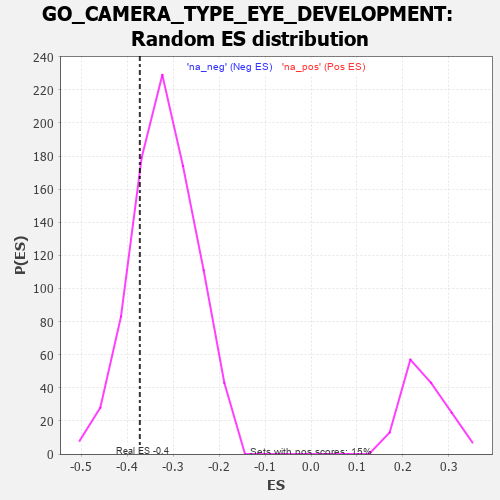 GO_CAMERA_TYPE_EYE_DEVELOPMENT:
Random ES distribution
'na_neg' (Neg ES) 'na_pos' (Pos ES)
240
220
200
180
160
140
120
100
80
60
40
20
0
P(ES)
Real ES -0.4
Sets with pos scores: 15%
-0.5 -0.4 -0.3 -0.2 -0.1 0.0 0.1 0.2 0.3
ES